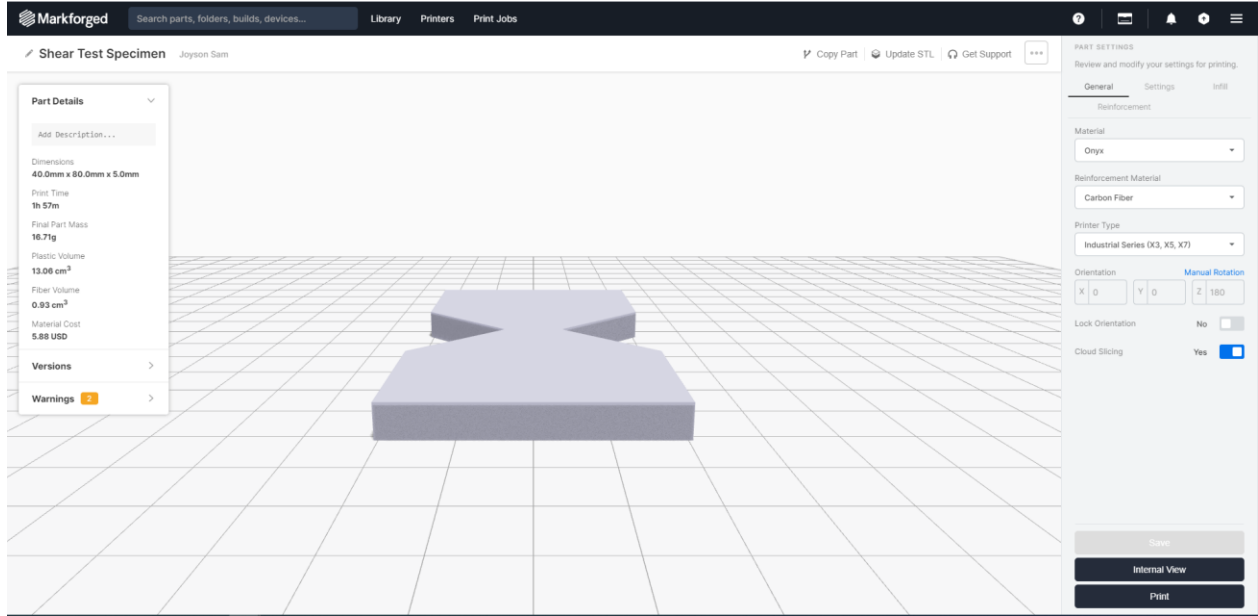 Markforged
Search parts, folders, builds, devices...
Library
Printers
Print Jobs
Shear Test Specimen
Joyson Sam
Copy Part
Update STL
Get Support
Part Details
Add Description...
Dimensions
40.0mm x 80.0mm x 5.0mm
Print Time
1h 57m
Final Part Mass
16.71g
Plastic Volume
13.06 cm³
Fiber Volume
0.93 cm³
Material Cost
5.88 USD
Versions
Warnings 2
PART SETTINGS
Review and modify your settings for printing.
General
Settings
Infill
Reinforcement
Material
Onyx
Reinforcement Material
Carbon Fiber
Printer Type
Industrial Series (X3, X5, X7)
Orientation
Manual Rotation
X 0
Y 0
Z 180
Lock Orientation
No
Cloud Slicing
Yes
Save
Internal View
Print